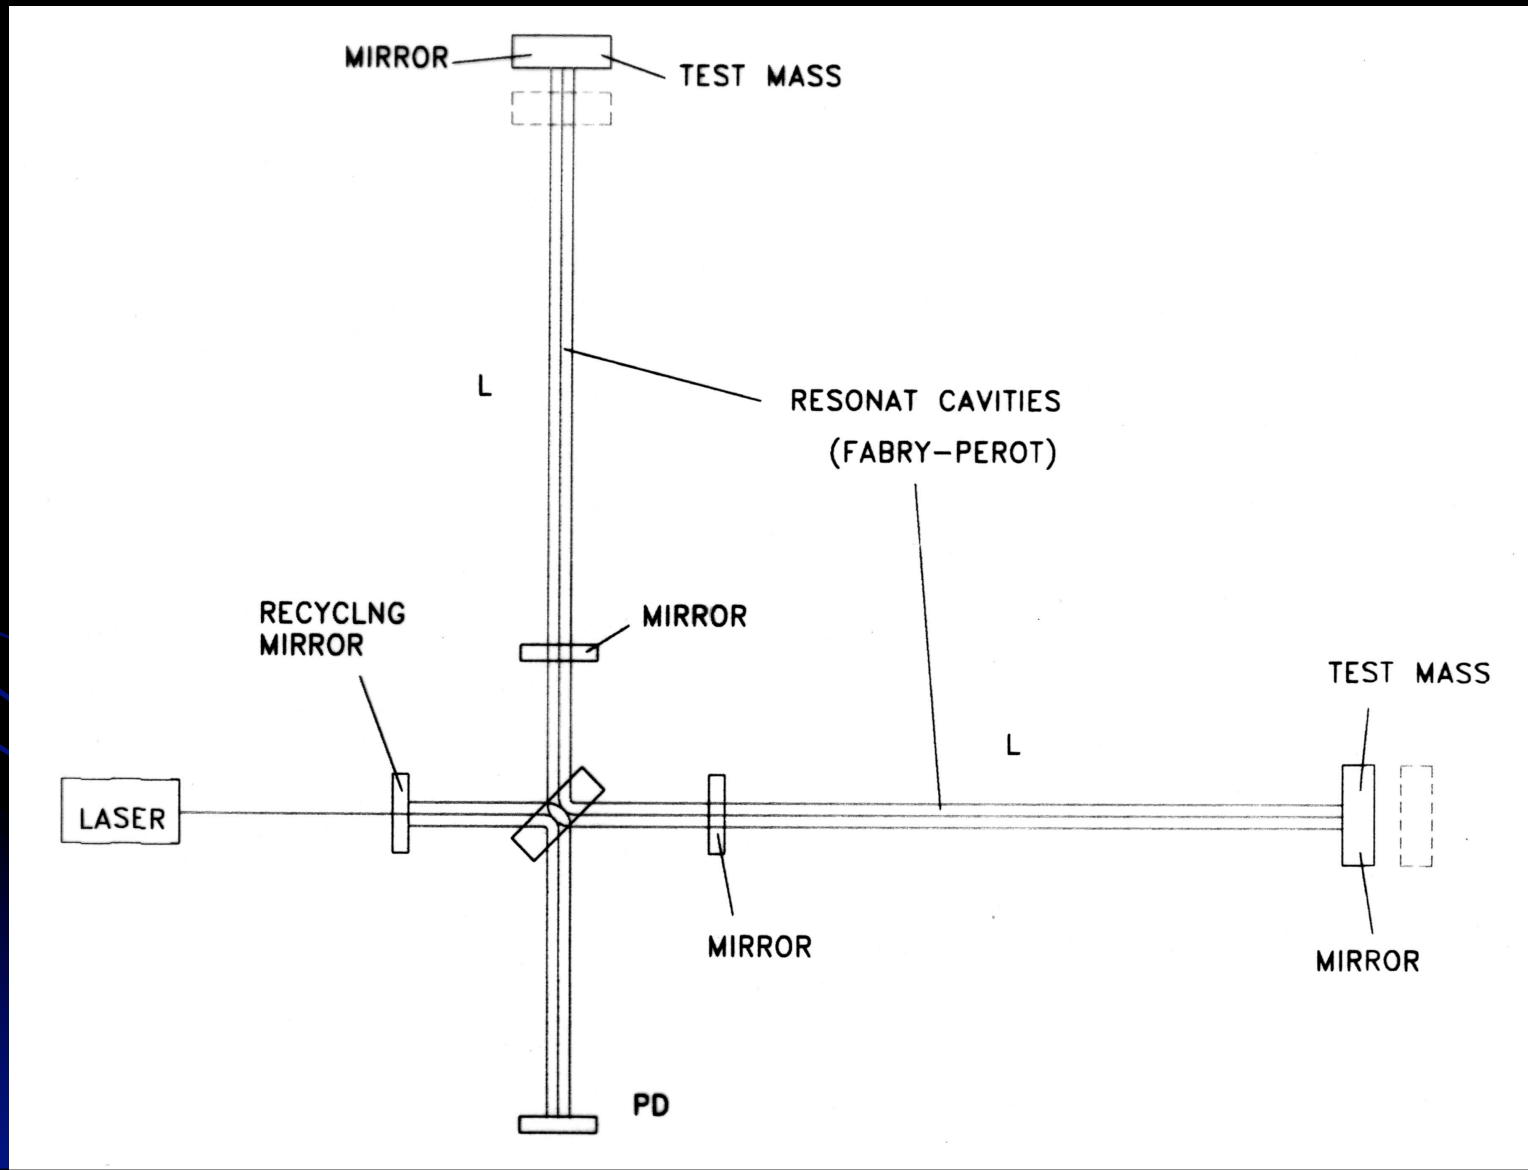 MIRROR
TEST MASS
L
RESONAT CAVITIES
(FABRY-PEROT)
RECYCLNG
MIRROR
MIRROR
TEST MASS
L
LASER
MIRROR
MIRROR
PD